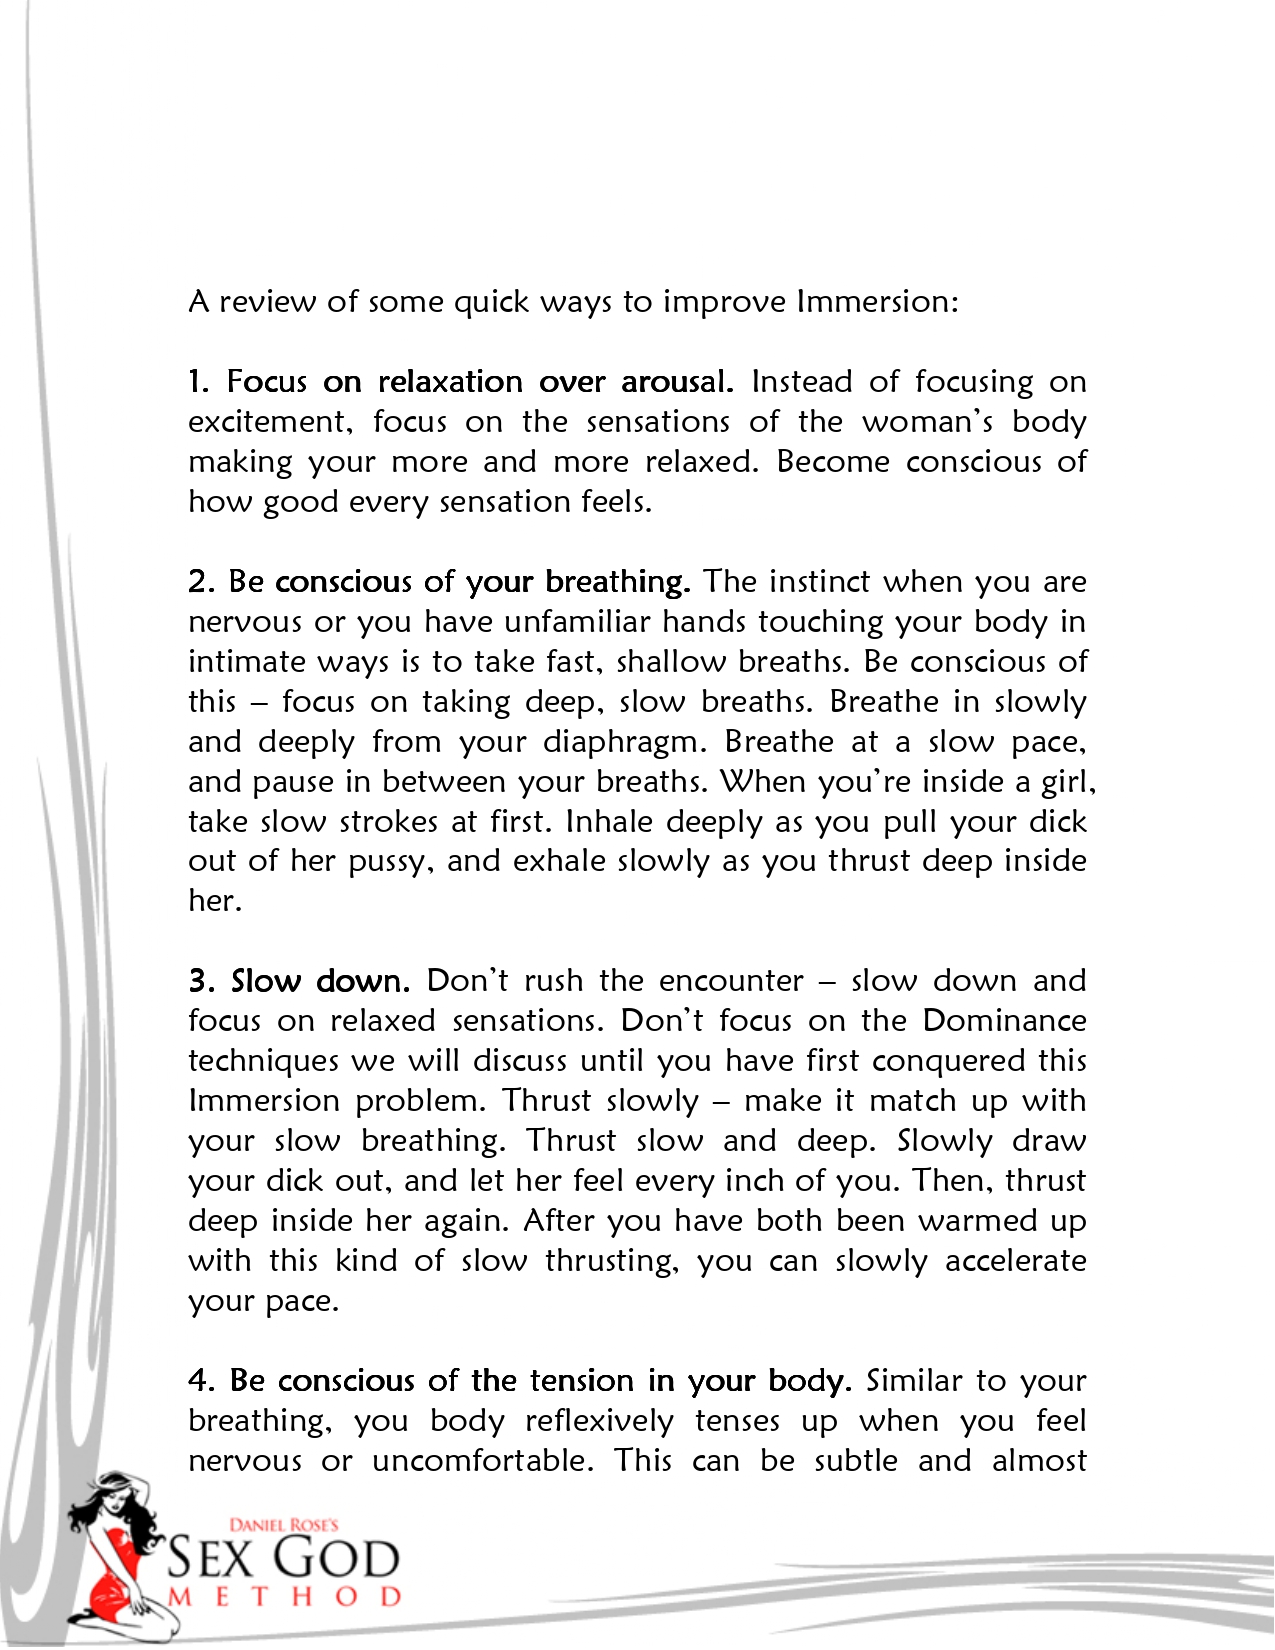 A review of some quick ways to improve Immersion:
1. Focus on relaxation over arousal. Instead of focusing on
excitement, focus on the sensations of the woman’s body
making your more and more relaxed. Become conscious of
how good every sensation feels.
2. Be conscious of your breathing. The instinct when you are
nervous or you have unfamiliar hands touching your body in
intimate ways is to take fast, shallow breaths. Be conscious of
this – focus on taking deep, slow breaths. Breathe in slowly
and deeply from your diaphragm. Breathe at a slow pace,
and pause in between your breaths. When you’re inside a girl,
take slow strokes at first. Inhale deeply as you pull your dick
out of her pussy, and exhale slowly as you thrust deep inside
her.
3. Slow down. Don’t rush the encounter – slow down and
focus on relaxed sensations. Don’t focus on the Dominance
techniques we will discuss until you have first conquered this
Immersion problem. Thrust slowly – make it match up with
your slow breathing. Thrust slow and deep. Slowly draw
your dick out, and let her feel every inch of you. Then, thrust
deep inside her again. After you have both been warmed up
with this kind of slow thrusting, you can slowly accelerate
your pace.
4. Be conscious of the tension in your body. Similar to your
breathing, you body reflexively tenses up when you feel
nervous or uncomfortable. This can be subtle and almost
DANIEL ROSE’S
SEX GOD
METHOD